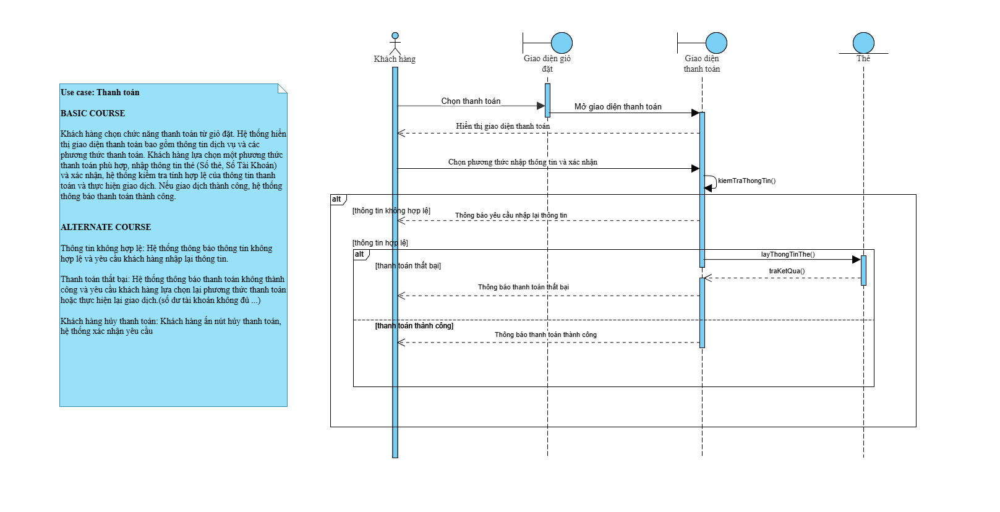 Use case: Thanh toán
BASIC COURSE
Khách hàng chọn chức năng thanh toán từ giỏ đặt. Hệ thống hiển
thị giao diện thanh toán bao gồm thông tin dịch vụ và các
phương thức thanh toán. Khách hàng lựa chọn một phương thức
thanh toán phù hợp, nhập thông tin thẻ (Số thẻ, Số Tài Khoản)
và xác nhận, hệ thống kiểm tra tính hợp lệ của thông tin thanh
toán và thực hiện giao dịch. Nếu giao dịch thành công, hệ thống
thông báo thanh toán thành công.
ALTERNATE COURSE
Thông tin không hợp lệ: Hệ thống thông báo thông tin không
hợp lệ và yêu cầu khách hàng nhập lại thông tin.
Thanh toán thất bại: Hệ thống thông báo thanh toán không thành
công và yêu cầu khách hàng lựa chọn lại phương thức thanh toán
hoặc thực hiện lại giao dịch.(số dư tài khoản không đủ ...)
Khách hàng hủy thanh toán: Khách hàng ấn nút hủy thanh toán,
hệ thống xác nhận yêu cầu
Khách hàng
Giao diện giỏ
đặt
Giao diện
thanh toán
Thẻ
Chọn thanh toán
Mở giao diện thanh toán
Hiển thị giao diện thanh toán
Chọn phương thức nhập thông tin và xác nhận
kiemTraThongTin()
alt
[thông tin không hợp lệ]
Thông báo yêu cầu nhập lại thông tin
[thông tin hợp lệ]
alt
layThongTinThe()
[thanh toán thất bại]
traKetQua()
Thông báo thanh toán thất bại
[thanh toán thành công]
Thông báo thanh toán thành công